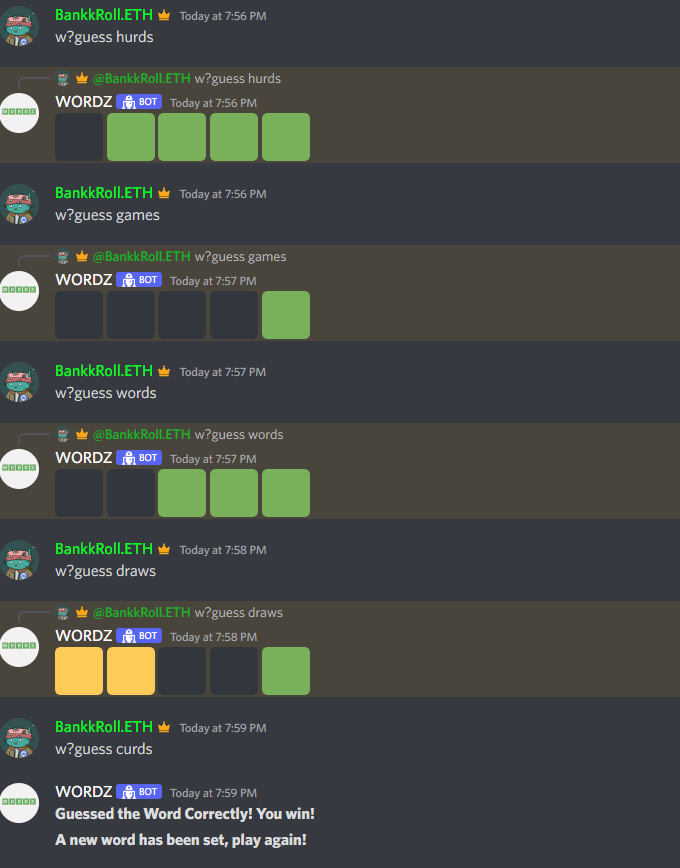 BankkRoll.ETH Today at 7:56 PM
w?guess hurds
@BankkRoll.ETH w?guess hurds
WORDZ BOT Today at 7:56 PM
BankkRoll.ETH Today at 7:56 PM
w?guess games
@BankkRoll.ETH w?guess games
WORDZ BOT Today at 7:57 PM
BankkRoll.ETH Today at 7:57 PM
w?guess words
@BankkRoll.ETH w?guess words
WORDZ BOT Today at 7:57 PM
BankkRoll.ETH Today at 7:58 PM
w?guess draws
@BankkRoll.ETH w?guess draws
WORDZ BOT Today at 7:58 PM
BankkRoll.ETH Today at 7:59 PM
w?guess curds
WORDZ BOT Today at 7:59 PM
Guessed the Word Correctly! You win!
A new word has been set, play again!